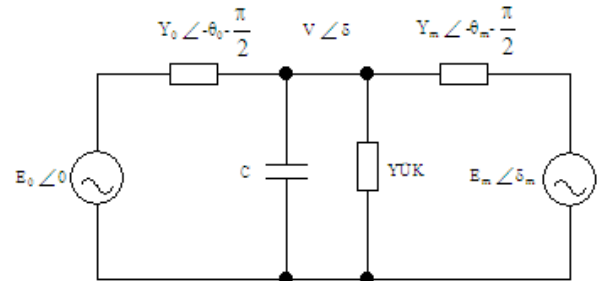 Y₀ ∠-θ₀-π/2
V ∠δ
Yₘ ∠-θₘ-π/2
E₀ ∠0
C
YÜK
Eₘ ∠δₘ